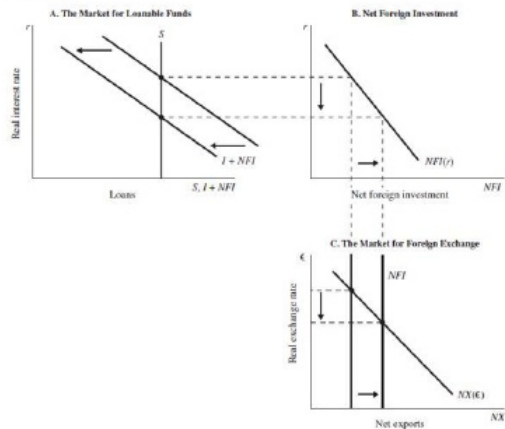 A. The Market for Loanable Funds
r
S
Real interest rate
I + NFI
Loans
S, I + NFI
B. Net Foreign Investment
r
NFI(r)
Net foreign investment
NFI
C. The Market for Foreign Exchange
€
NFI
Real exchange rate
NX(€)
Net exports
NX